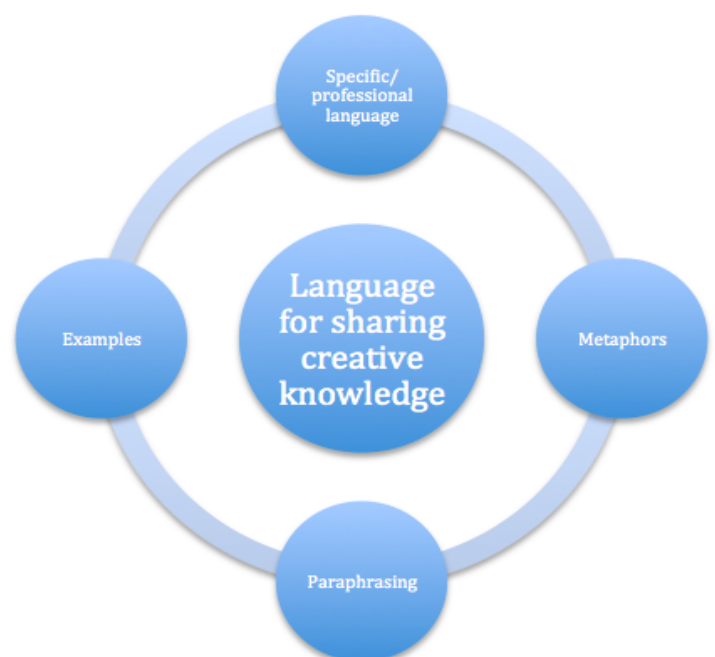 Specific/
professional
language
Language
for sharing
creative
knowledge
Examples
Metaphors
Paraphrasing